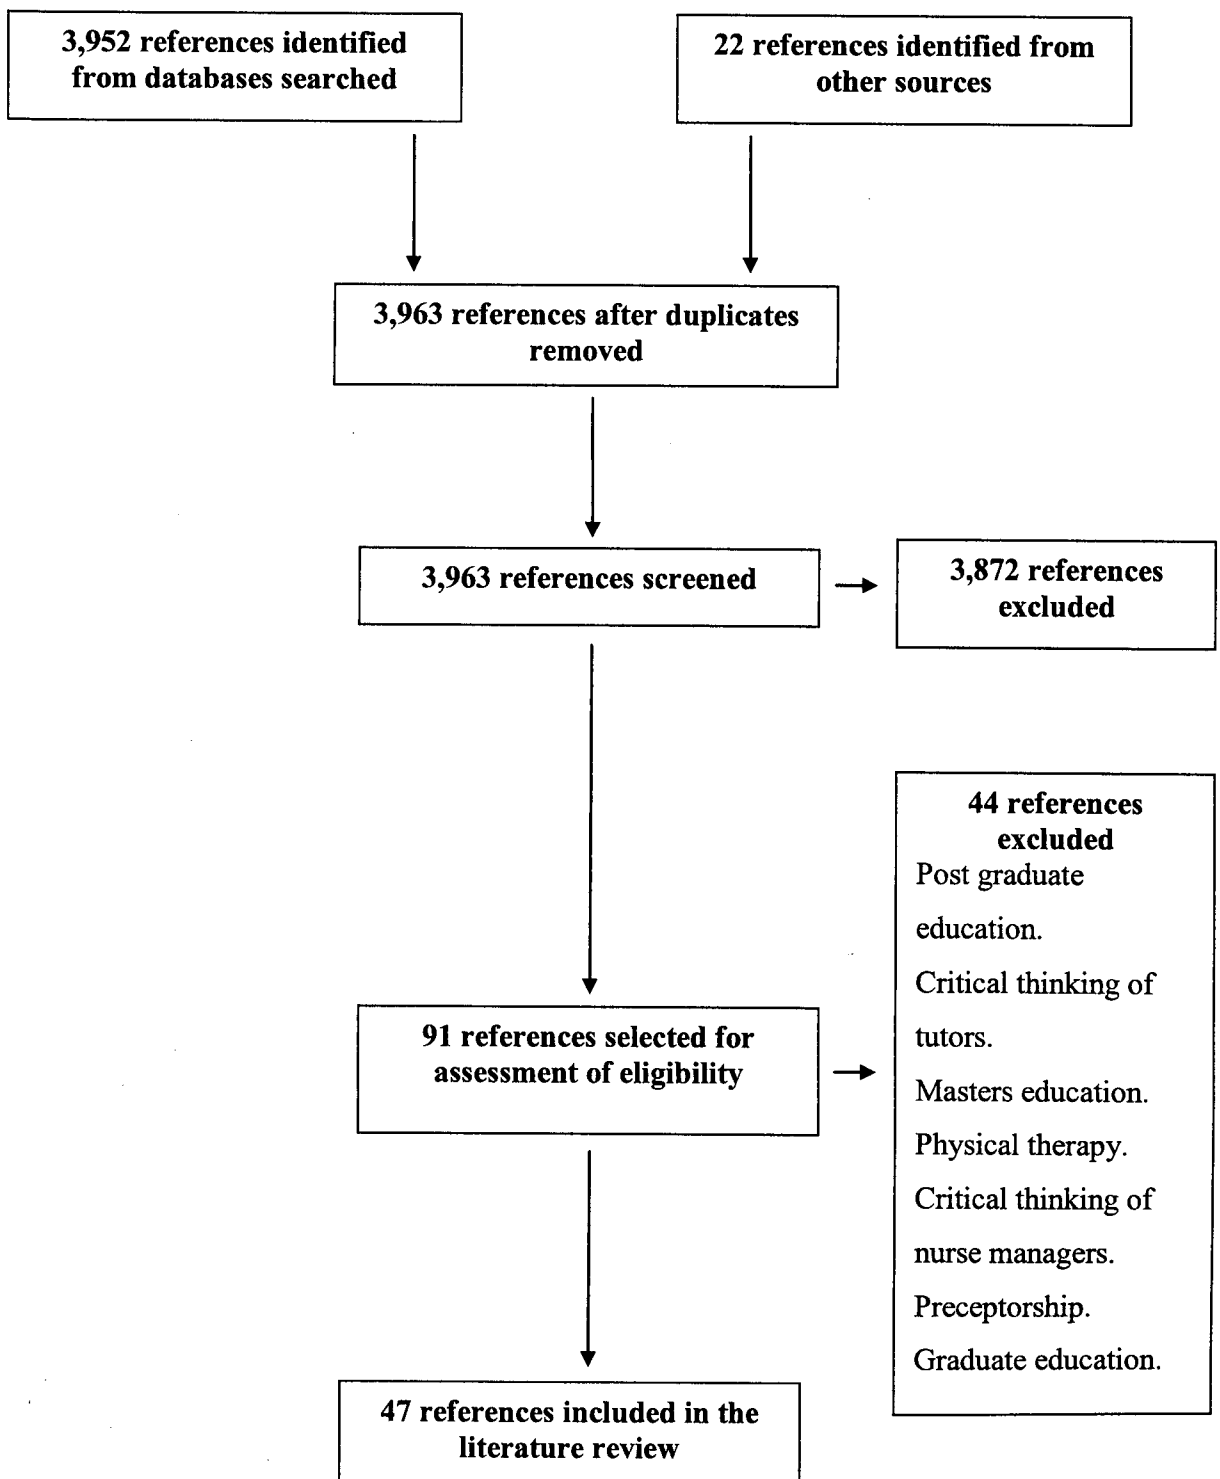 3,952 references identified
from databases searched
22 references identified from
other sources
3,963 references after duplicates
removed
3,963 references screened
3,872 references
excluded
91 references selected for
assessment of eligibility
44 references
excluded
Post graduate
education.
Critical thinking of
tutors.
Masters education.
Physical therapy.
Critical thinking of
nurse managers.
Preceptorship.
Graduate education.
47 references included in the
literature review